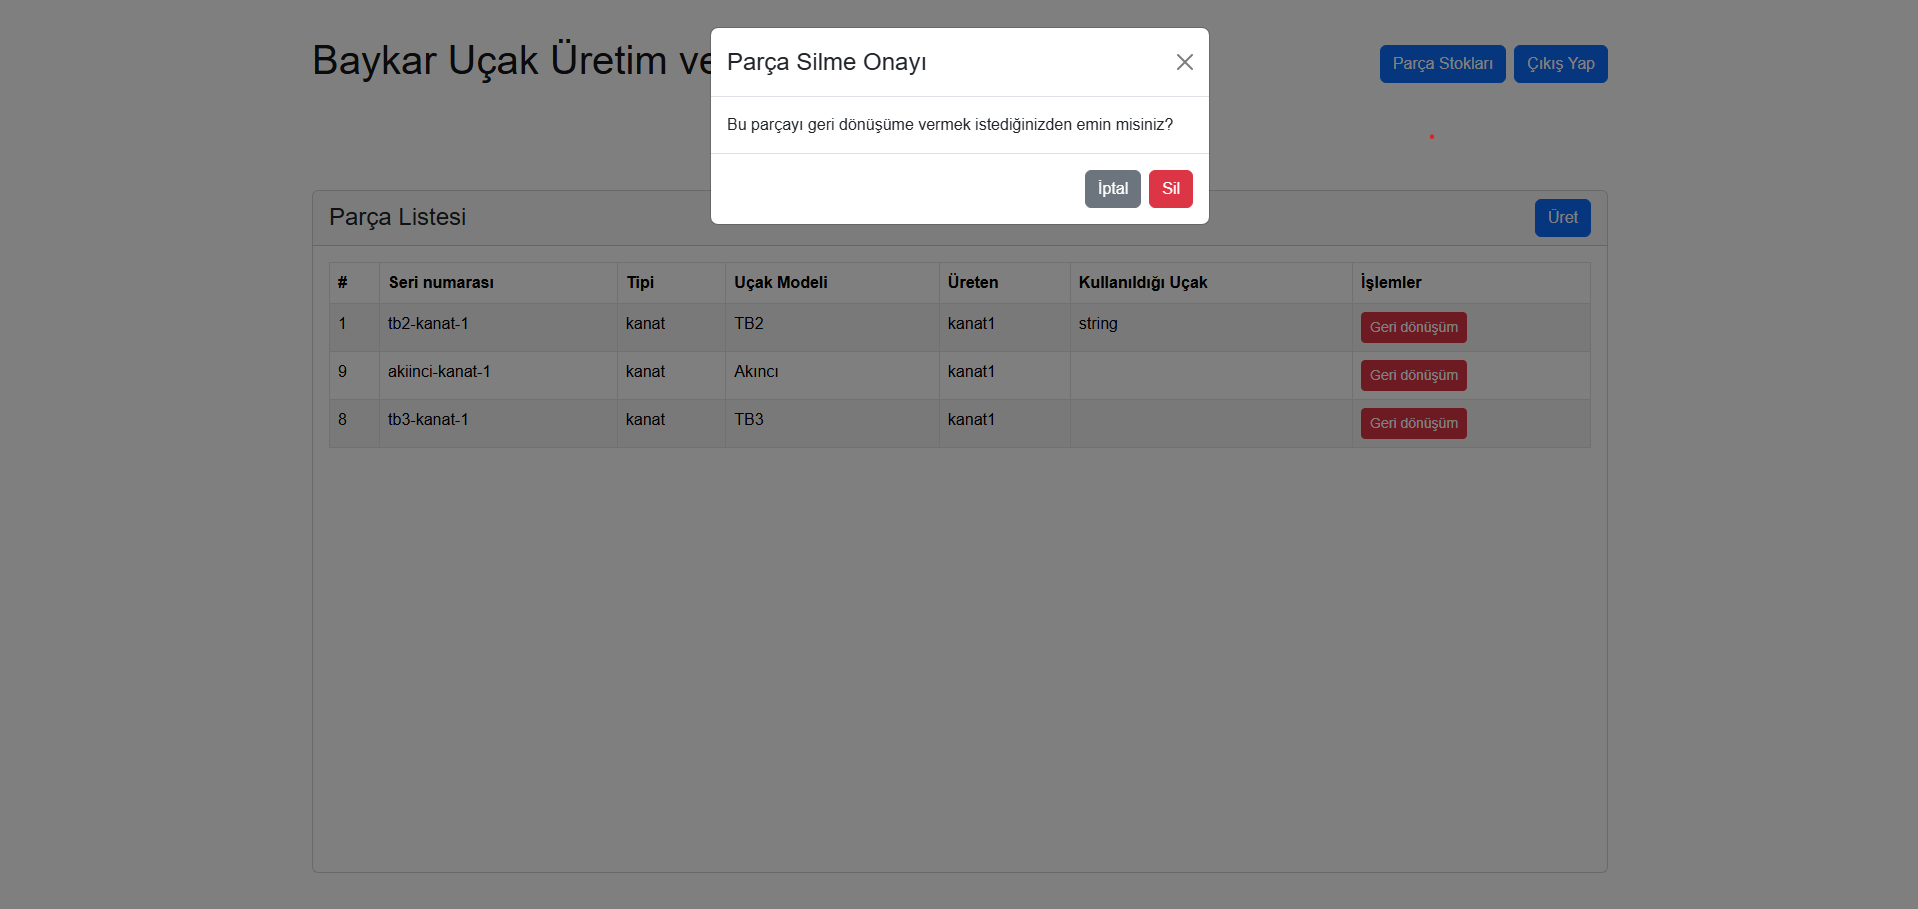 Baykar Uçak Üretim ve
Parça Silme Onayı
Parça Stokları
Çıkış Yap
Bu parçayı geri dönüşüme vermek istediğinizden emin misiniz?
İptal
Sil
Parça Listesi
Üret
# Seri numarası Tipi Uçak Modeli Üreten Kullanıldığı Uçak İşlemler
1 tb2-kanat-1 kanat TB2 kanat1 string Geri dönüşüm
9 akiinci-kanat-1 kanat Akıncı kanat1 Geri dönüşüm
8 tb3-kanat-1 kanat TB3 kanat1 Geri dönüşüm